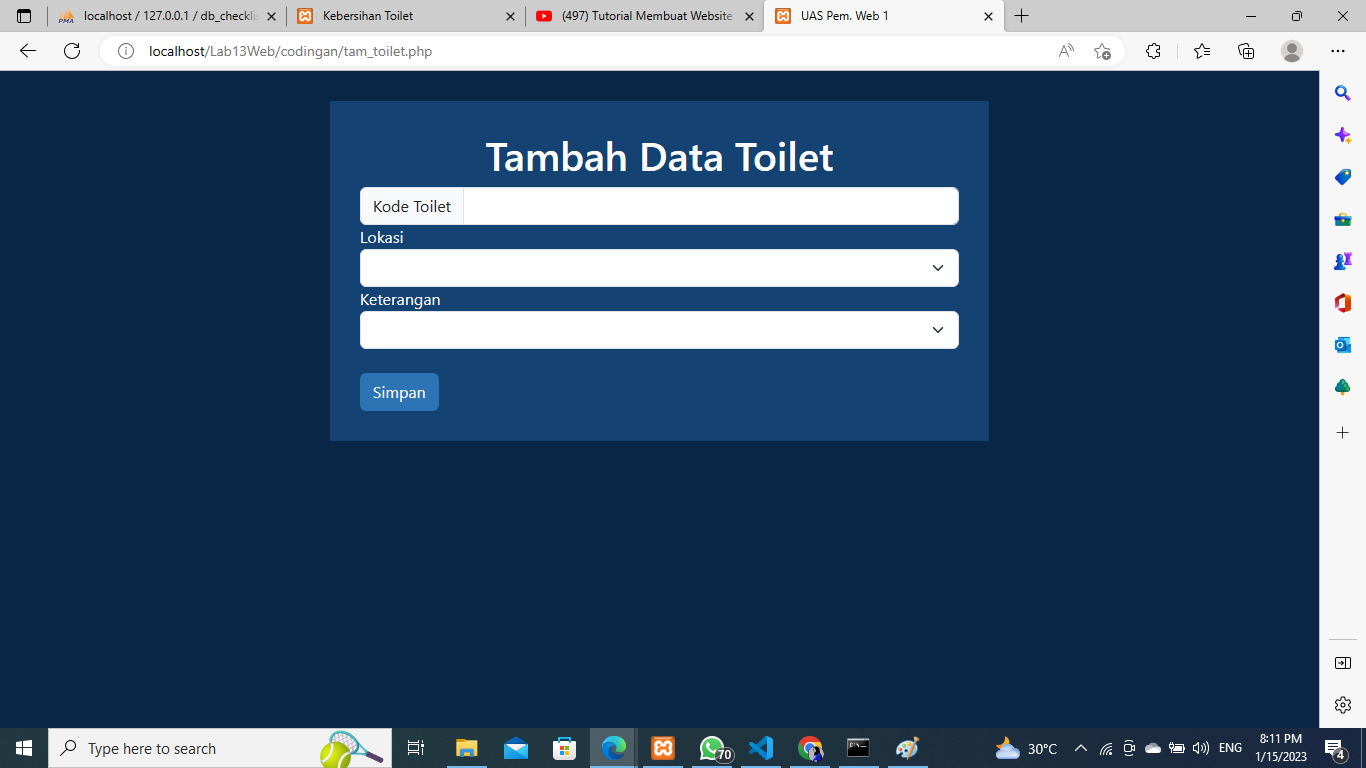 localhost / 127.0.0.1 / db_checklis
Kebersihan Toilet
(497) Tutorial Membuat Website
UAS Pem. Web 1
localhost/Lab13Web/codingan/tam_toilet.php
Tambah Data Toilet
Kode Toilet
Lokasi
Keterangan
Simpan
Type here to search
70
30°C
ENG
8:11 PM
1/15/2023
4